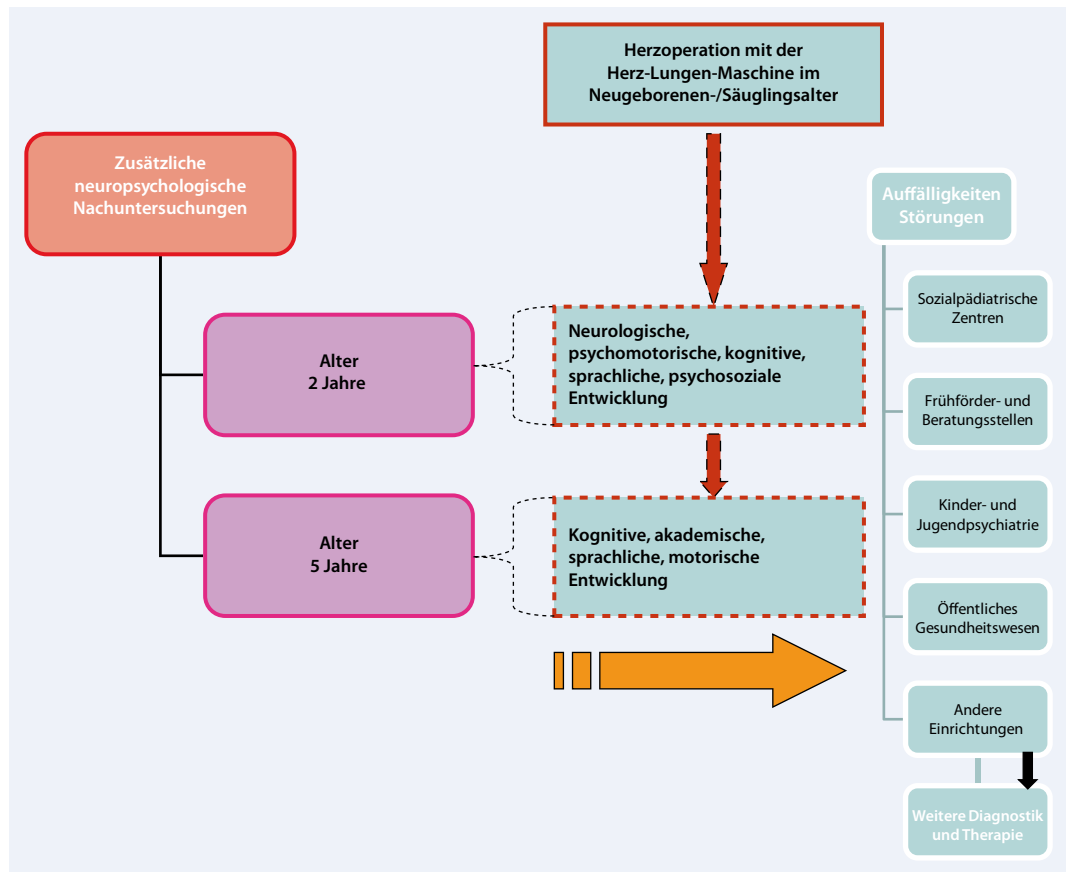 Herzoperation mit der
Herz-Lungen-Maschine im
Neugeborenen-/Säuglingsalter
Zusätzliche
neuropsychologische
Nachuntersuchungen
Auffälligkeiten
Störungen
Alter
2 Jahre
Neurologische,
psychomotorische, kognitive,
sprachliche, psychosoziale
Entwicklung
Alter
5 Jahre
Kognitive, akademische,
sprachliche, motorische
Entwicklung
Sozialpädiatrische
Zentren
Frühförder- und
Beratungsstellen
Kinder- und
Jugendpsychiatrie
Öffentliches
Gesundheitswesen
Andere
Einrichtungen
Weitere Diagnostik
und Therapie